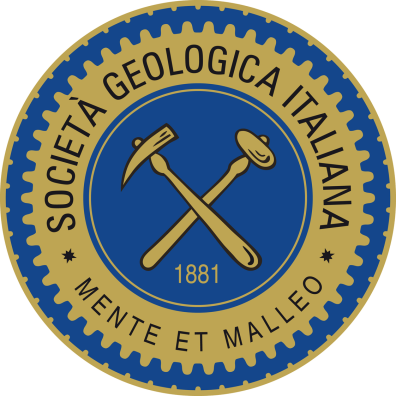 SOCIETÀ GEOLOGICA ITALIANA
1881
MENTE ET MALLEO